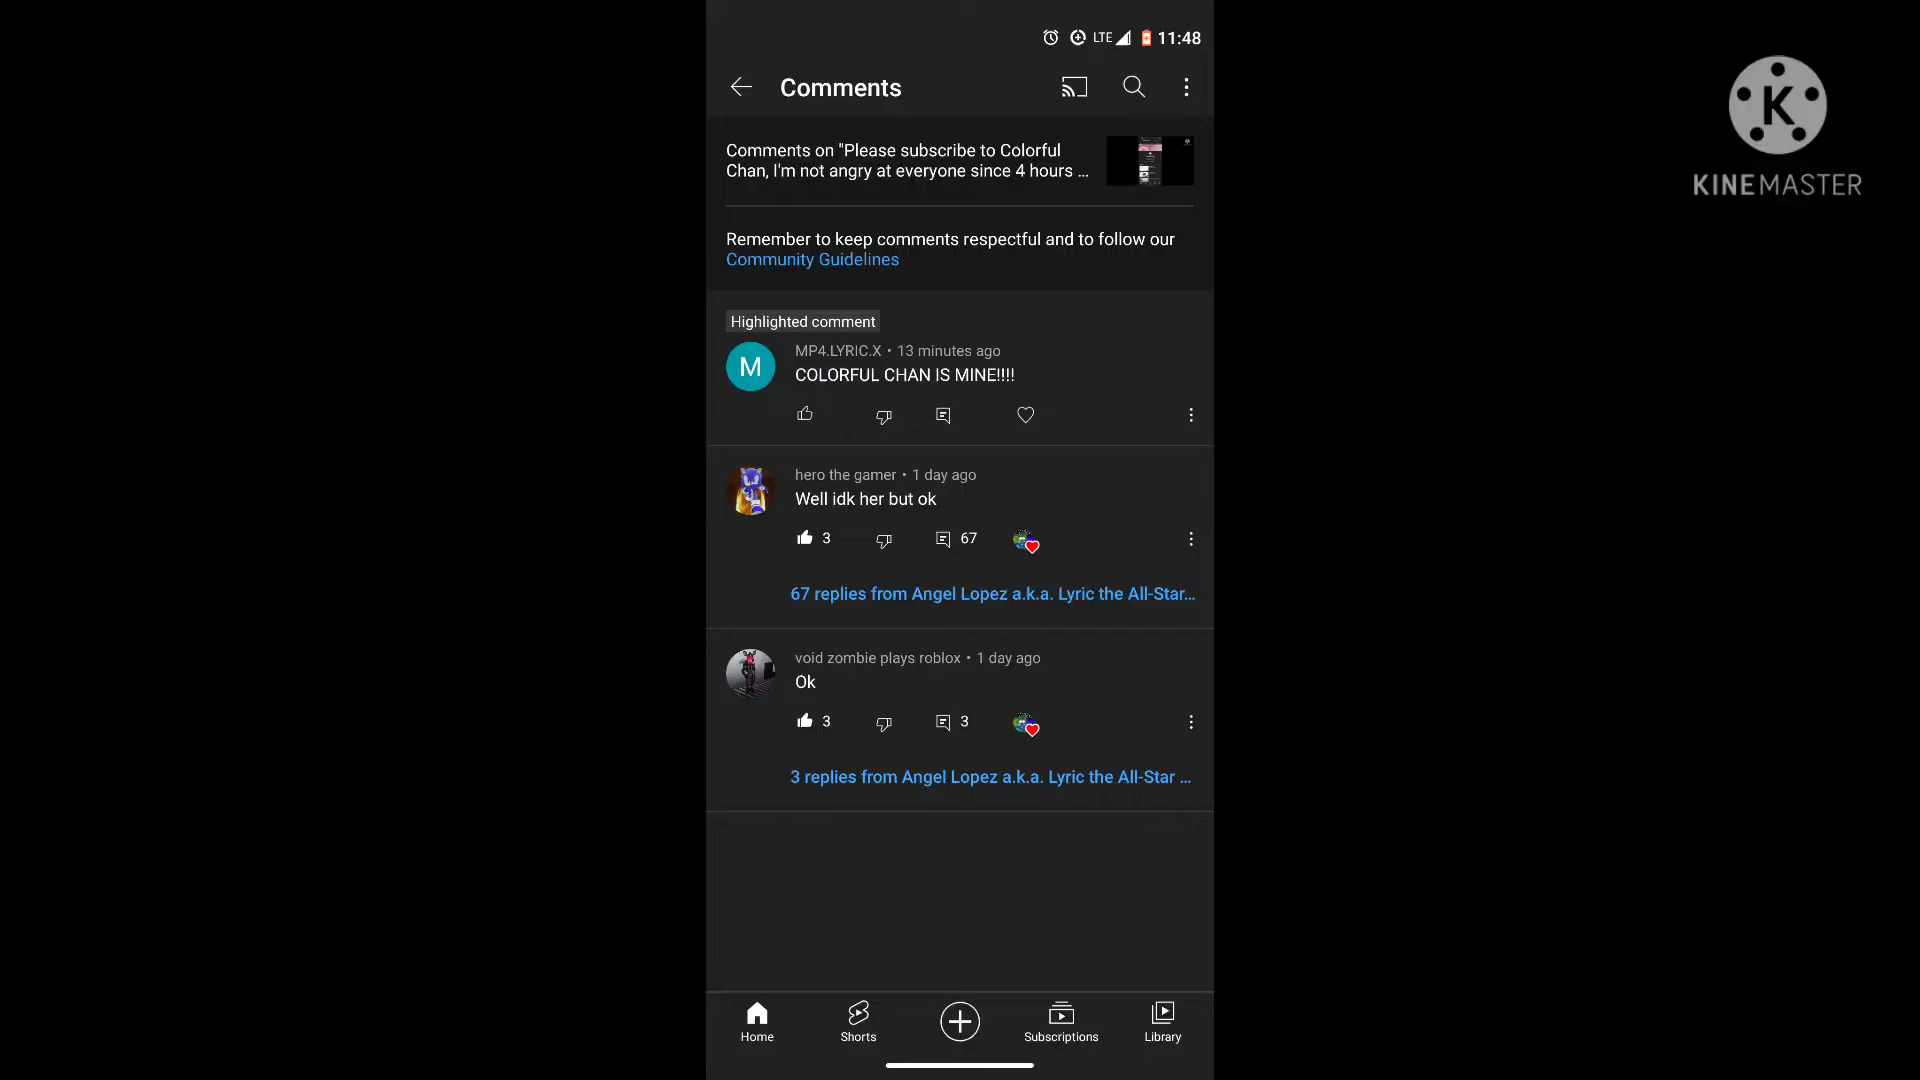 LTE 11:48
Comments
K
KINEMASTER
Comments on "Please subscribe to Colorful
Chan, I'm not angry at everyone since 4 hours ...
Remember to keep comments respectful and to follow our
Community Guidelines
Highlighted comment
M
MP4.LYRIC.X • 13 minutes ago
COLORFUL CHAN IS MINE!!!!
hero the gamer • 1 day ago
Well idk her but ok
3 67
67 replies from Angel Lopez a.k.a. Lyric the All-Star...
void zombie plays roblox • 1 day ago
Ok
3 3
3 replies from Angel Lopez a.k.a. Lyric the All-Star ...
Home Shorts Subscriptions Library